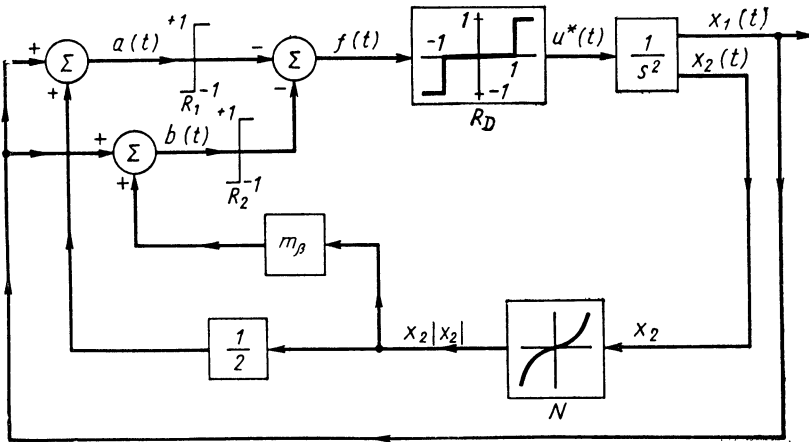 + Σ a(t) +1 − Σ f(t) 1 −1 1 −1 u*(t) 1/s² x₁(t)
x₂(t)
+ R₁ −1 − R_D
+ Σ b(t) +1
+ R₂ −1
m_β
1/2 x₂|x₂| x₂
N